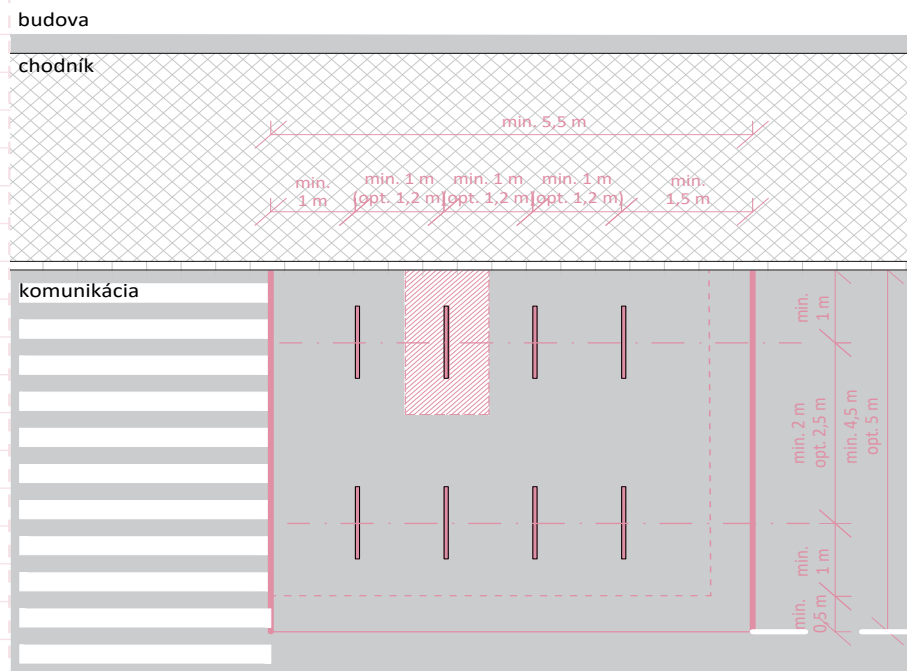 budova
chodník
min. 5,5 m
min.
1 m
min. 1 m
(opt. 1,2 m)
min. 1 m
(opt. 1,2 m)
min. 1 m
(opt. 1,2 m)
min.
1,5 m
komunikácia
min.
1 m
min. 2 m
opt. 2,5 m
min. 4,5 m
opt. 5 m
min.
1 m
min.
0,5 m